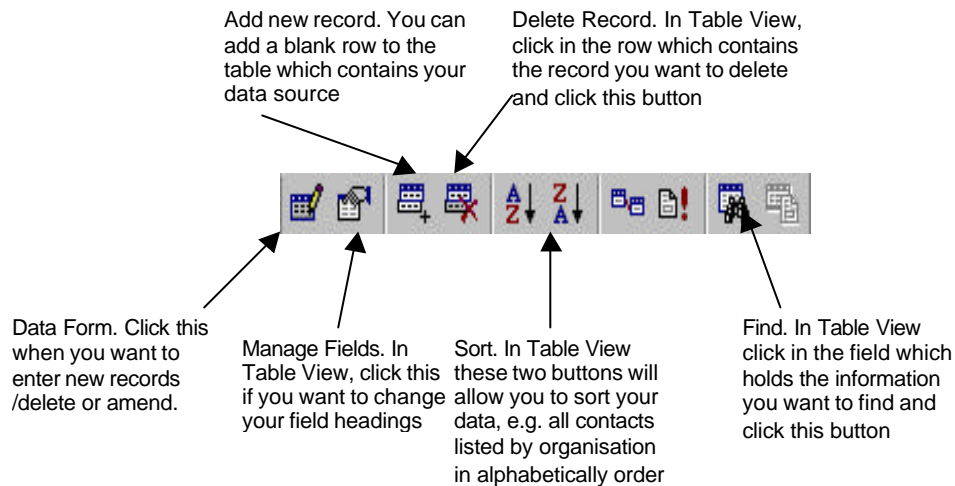 Add new record. You can
add a blank row to the
table which contains your
data source
Delete Record. In Table View,
click in the row which contains
the record you want to delete
and click this button
A
Z
Z
A
Data Form. Click this
when you want to
enter new records
/delete or amend.
Manage Fields. In
Table View, click this
if you want to change
your field headings
Sort. In Table View
these two buttons will
allow you to sort your
data, e.g. all contacts
listed by organisation
in alphabetically order
Find. In Table View
click in the field which
holds the information
you want to find and
click this button